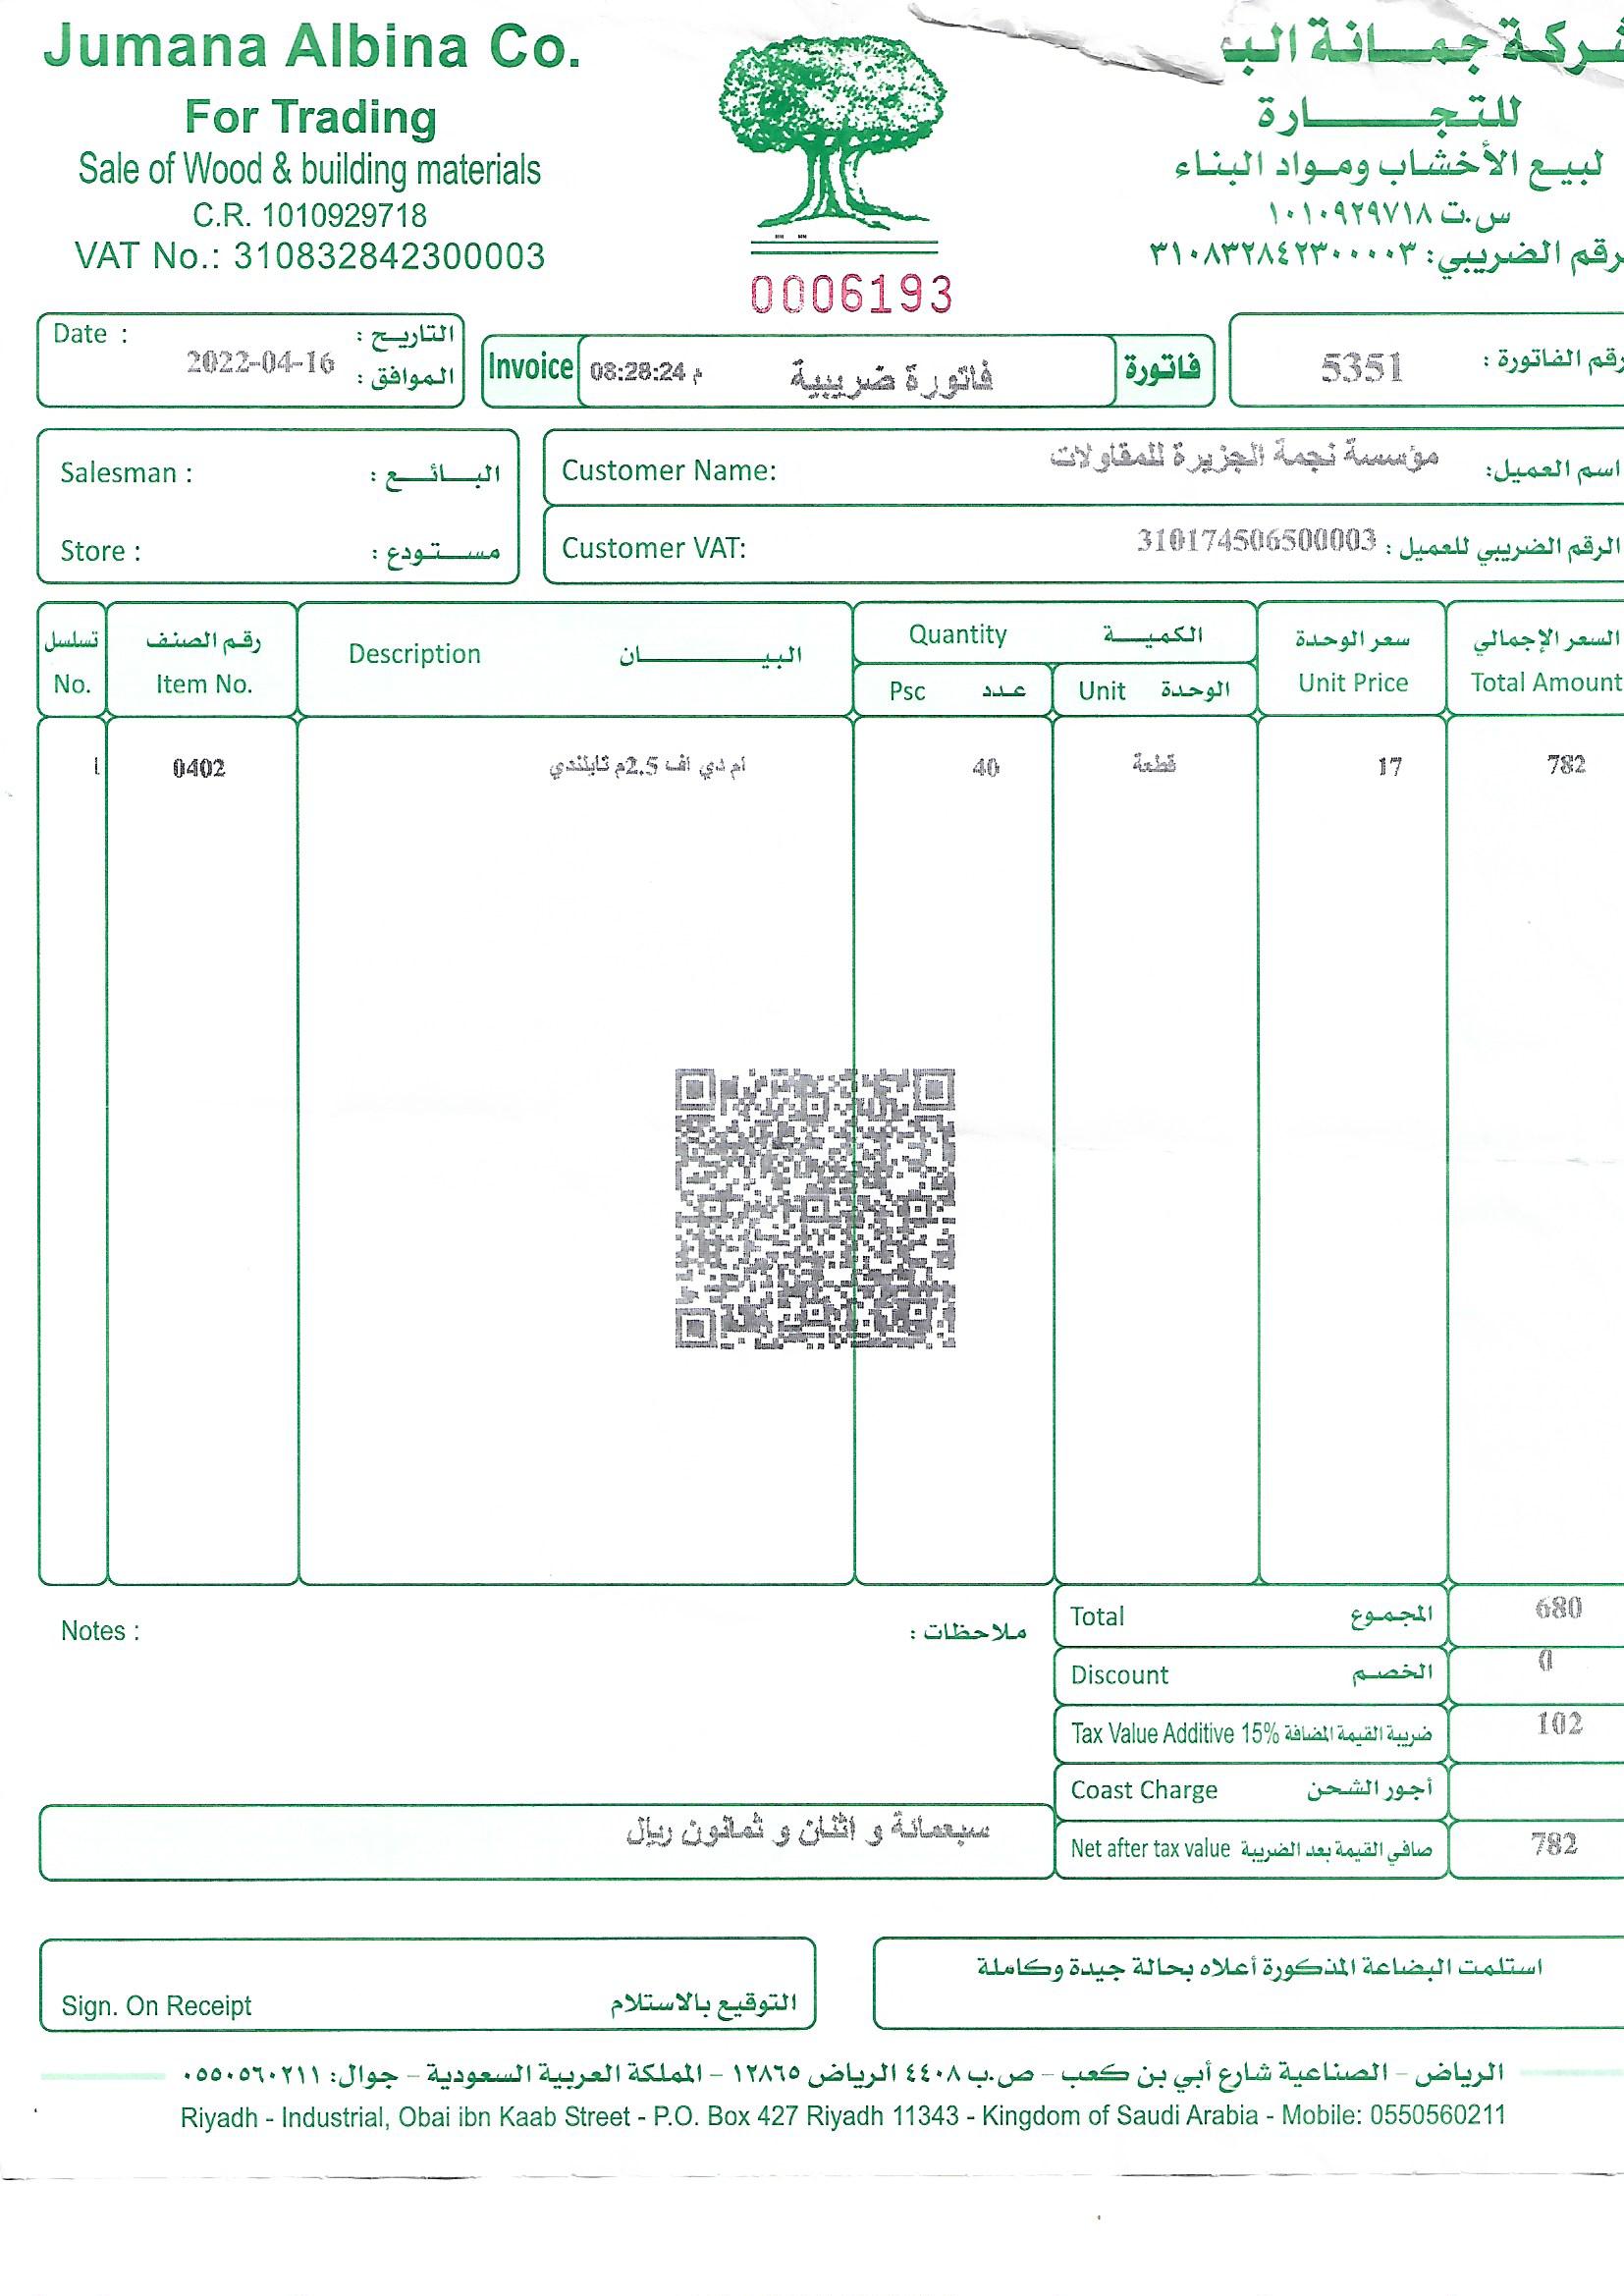 Jumana Albina Co.
For Trading
Sale of Wood & building materials
C.R. 1010929718
VAT No.: 310832842300003
شركة جمانة
للتجارة
لبيع الأخشاب ومواد البناء
س.ت ١٠١٠٩٢٩٧١٨
رقم الضريبي: ٣١٠٨٣٢٨٤٢٣٠٠٠٠٣
0006193
Date : التاريخ :
2022-04-16
الموافق :
Invoice 08:28:24 م فاتورة ضريبية فاتورة
رقم الفاتورة : 5351
Salesman : البائع :
Store : مستودع :
Customer Name: مؤسسة نجمة الجزيرة للمقاولات اسم العميل:
Customer VAT: 310174506500003 الرقم الضريبي للعميل :
تسلسل رقم الصنف Description البيان Quantity الكمية سعر الوحدة السعر الإجمالي
No. Item No. Psc عدد Unit الوحدة Unit Price Total Amount
1 0402 ام دي اف 2.5م تايلندي 40 قطعة 17 782
Notes : ملاحظات :
Total المجموع 680
Discount الخصم 0
Tax Value Additive 15% ضريبة القيمة المضافة 102
Coast Charge أجور الشحن
سبعمائة و اثنان و ثمانون ريال
Net after tax value صافي القيمة بعد الضريبة 782
استلمت البضاعة المذكورة أعلاه بحالة جيدة وكاملة
Sign. On Receipt التوقيع بالاستلام
الرياض - الصناعية شارع أبي بن كعب - ص.ب ٤٤٠٨ الرياض ١٢٨٦٥ - المملكة العربية السعودية - جوال: ٠٥٥٠٥٦٠٢١١
Riyadh - Industrial, Obai ibn Kaab Street - P.O. Box 427 Riyadh 11343 - Kingdom of Saudi Arabia - Mobile: 0550560211